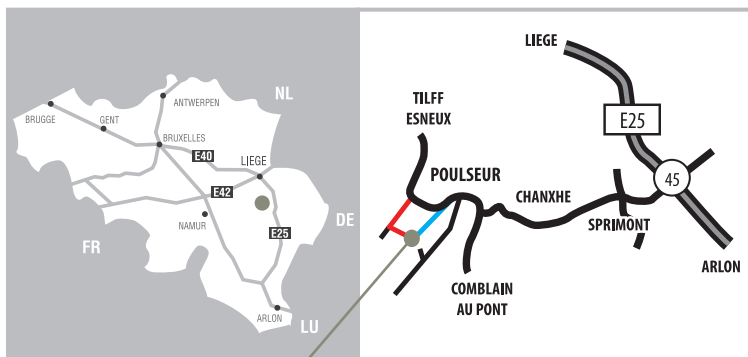 NL
ANTWERPEN
BRUGGE
GENT
BRUXELLES
E40
LIEGE
E42
NAMUR
DE
E25
FR
ARLON
LU
LIEGE
E25
TILFF
ESNEUX
POULSEUR
CHANXHE
45
SPRIMONT
COMBLAIN
AU PONT
ARLON